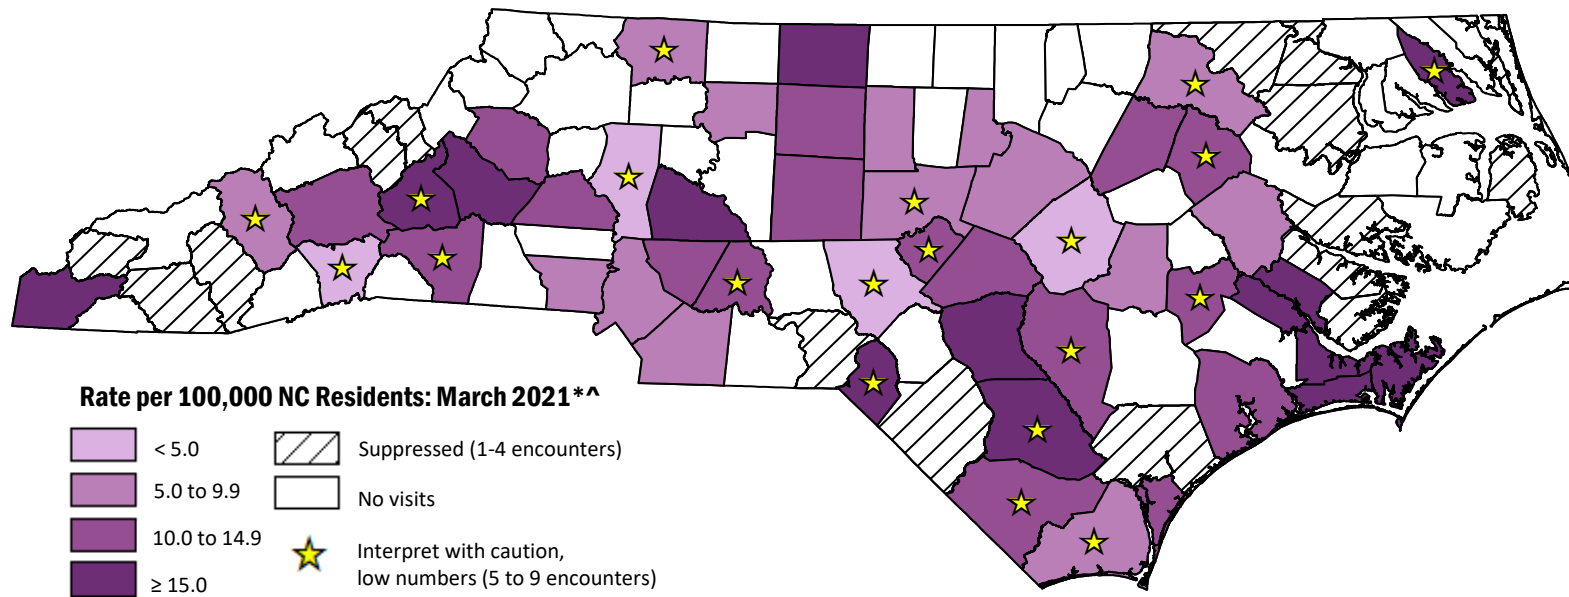 Rate per 100,000 NC Residents: March 2021*^
< 5.0
5.0 to 9.9
10.0 to 14.9
≥ 15.0
Suppressed (1-4 encounters)
No visits
Interpret with caution,
low numbers (5 to 9 encounters)